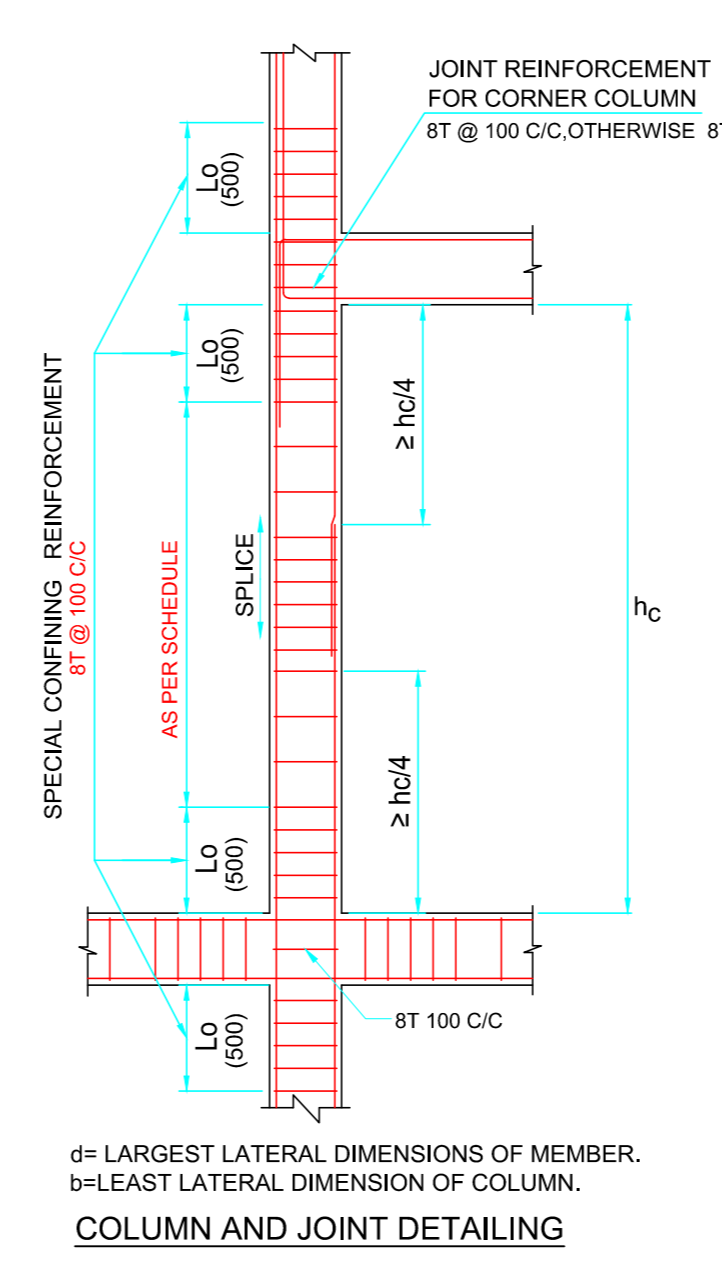 JOINT REINFORCEMENT
FOR CORNER COLUMN
8T @ 100 C/C,OTHERWISE 8T
Lo
(500)
Lo
(500)
≥ hc/4
SPECIAL CONFINING REINFORCEMENT
8T @ 100 C/C
AS PER SCHEDULE
SPLICE
hc
≥ hc/4
Lo
(500)
8T 100 C/C
Lo
(500)
d= LARGEST LATERAL DIMENSIONS OF MEMBER.
b=LEAST LATERAL DIMENSION OF COLUMN.
COLUMN AND JOINT DETAILING